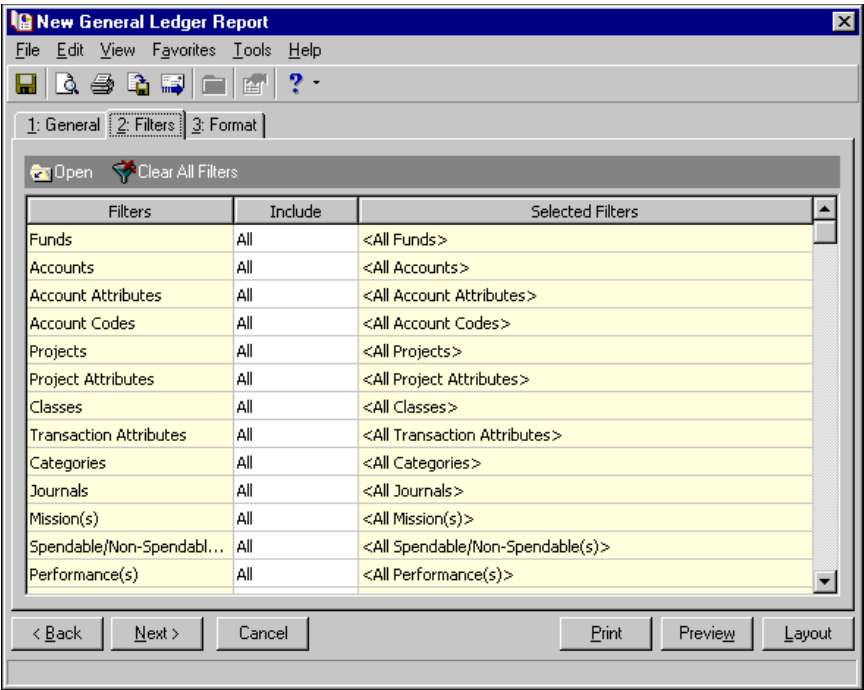 New General Ledger Report
File Edit View Favorites Tools Help
?
1: General 2: Filters 3: Format
Open Clear All Filters
Filters Include Selected Filters
Funds All <All Funds>
Accounts All <All Accounts>
Account Attributes All <All Account Attributes>
Account Codes All <All Account Codes>
Projects All <All Projects>
Project Attributes All <All Project Attributes>
Classes All <All Classes>
Transaction Attributes All <All Transaction Attributes>
Categories All <All Categories>
Journals All <All Journals>
Mission(s) All <All Mission(s)>
Spendable/Non-Spendabl... All <All Spendable/Non-Spendable(s)>
Performance(s) All <All Performance(s)>
< Back Next > Cancel Print Preview Layout